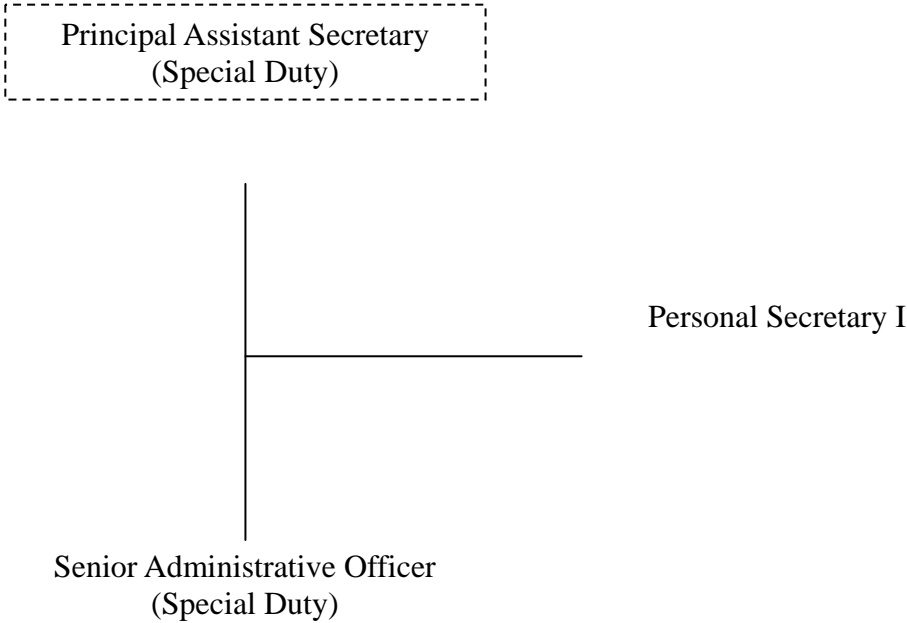 Principal Assistant Secretary
(Special Duty)
Personal Secretary I
Senior Administrative Officer
(Special Duty)